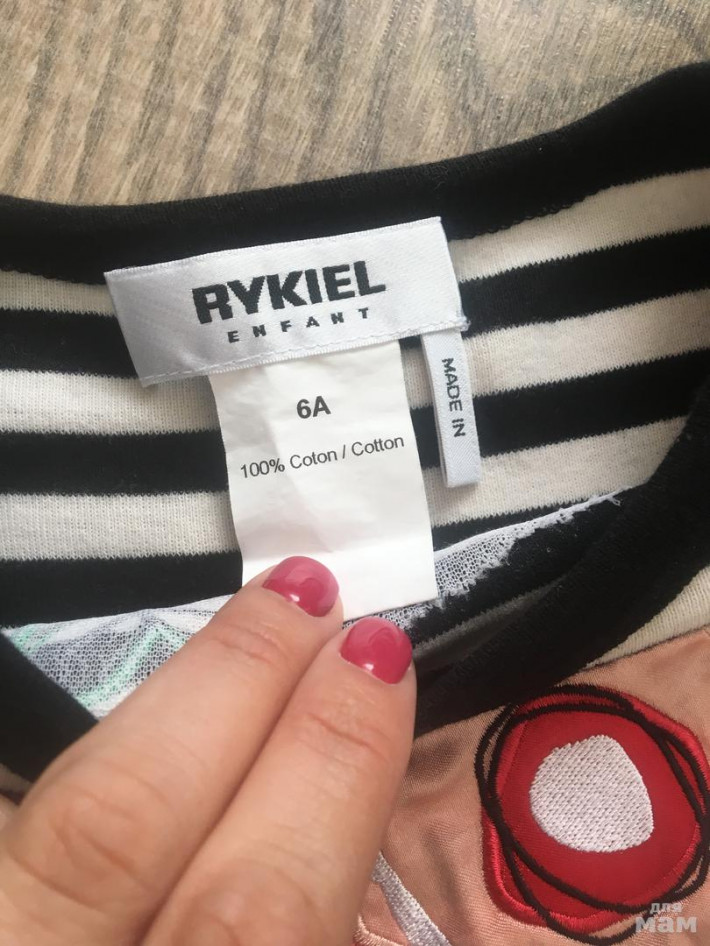 RYKIEL
ENFANT
6A
100% Coton / Cotton
MADE IN
для
мам